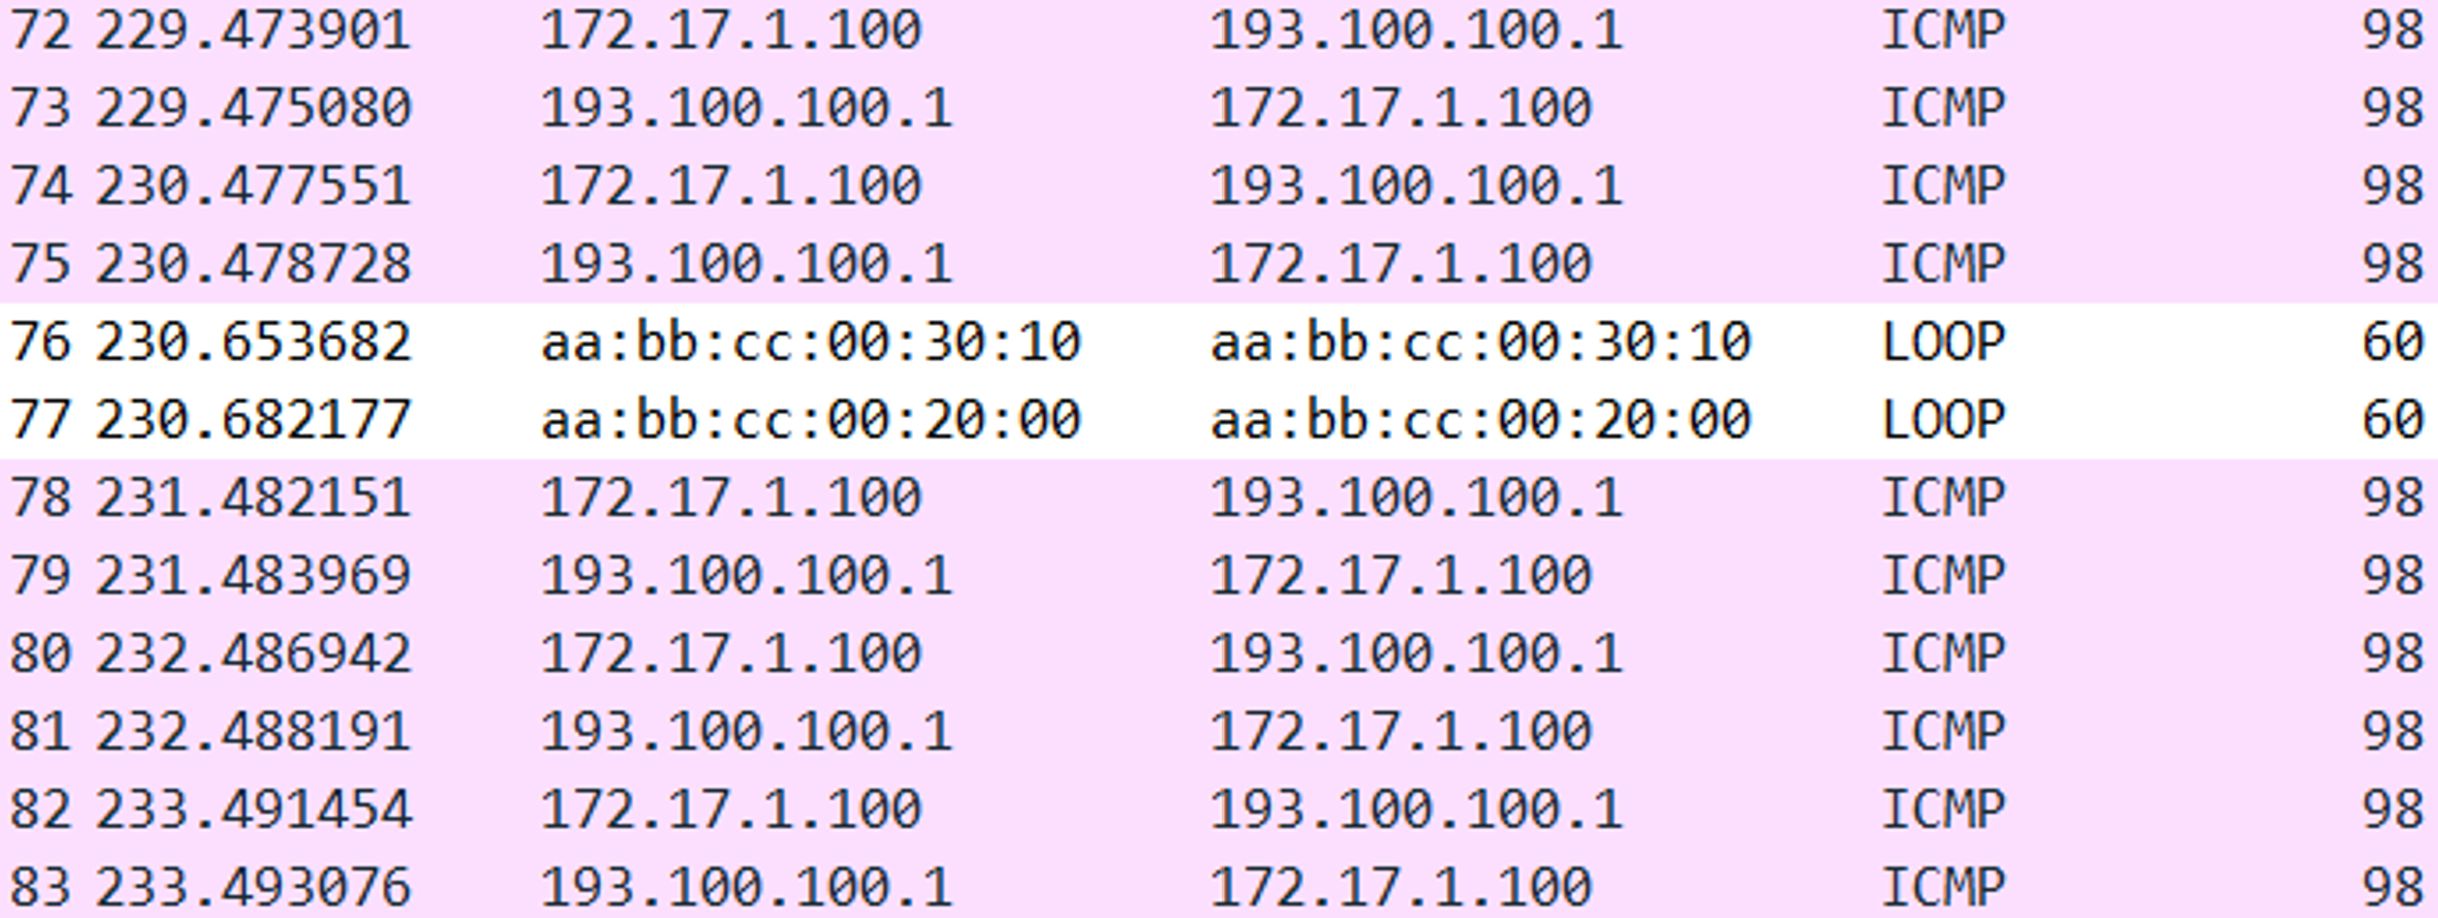 72 229.473901 172.17.1.100 193.100.100.1 ICMP 98
73 229.475080 193.100.100.1 172.17.1.100 ICMP 98
74 230.477551 172.17.1.100 193.100.100.1 ICMP 98
75 230.478728 193.100.100.1 172.17.1.100 ICMP 98
76 230.653682 aa:bb:cc:00:30:10 aa:bb:cc:00:30:10 LOOP 60
77 230.682177 aa:bb:cc:00:20:00 aa:bb:cc:00:20:00 LOOP 60
78 231.482151 172.17.1.100 193.100.100.1 ICMP 98
79 231.483969 193.100.100.1 172.17.1.100 ICMP 98
80 232.486942 172.17.1.100 193.100.100.1 ICMP 98
81 232.488191 193.100.100.1 172.17.1.100 ICMP 98
82 233.491454 172.17.1.100 193.100.100.1 ICMP 98
83 233.493076 193.100.100.1 172.17.1.100 ICMP 98